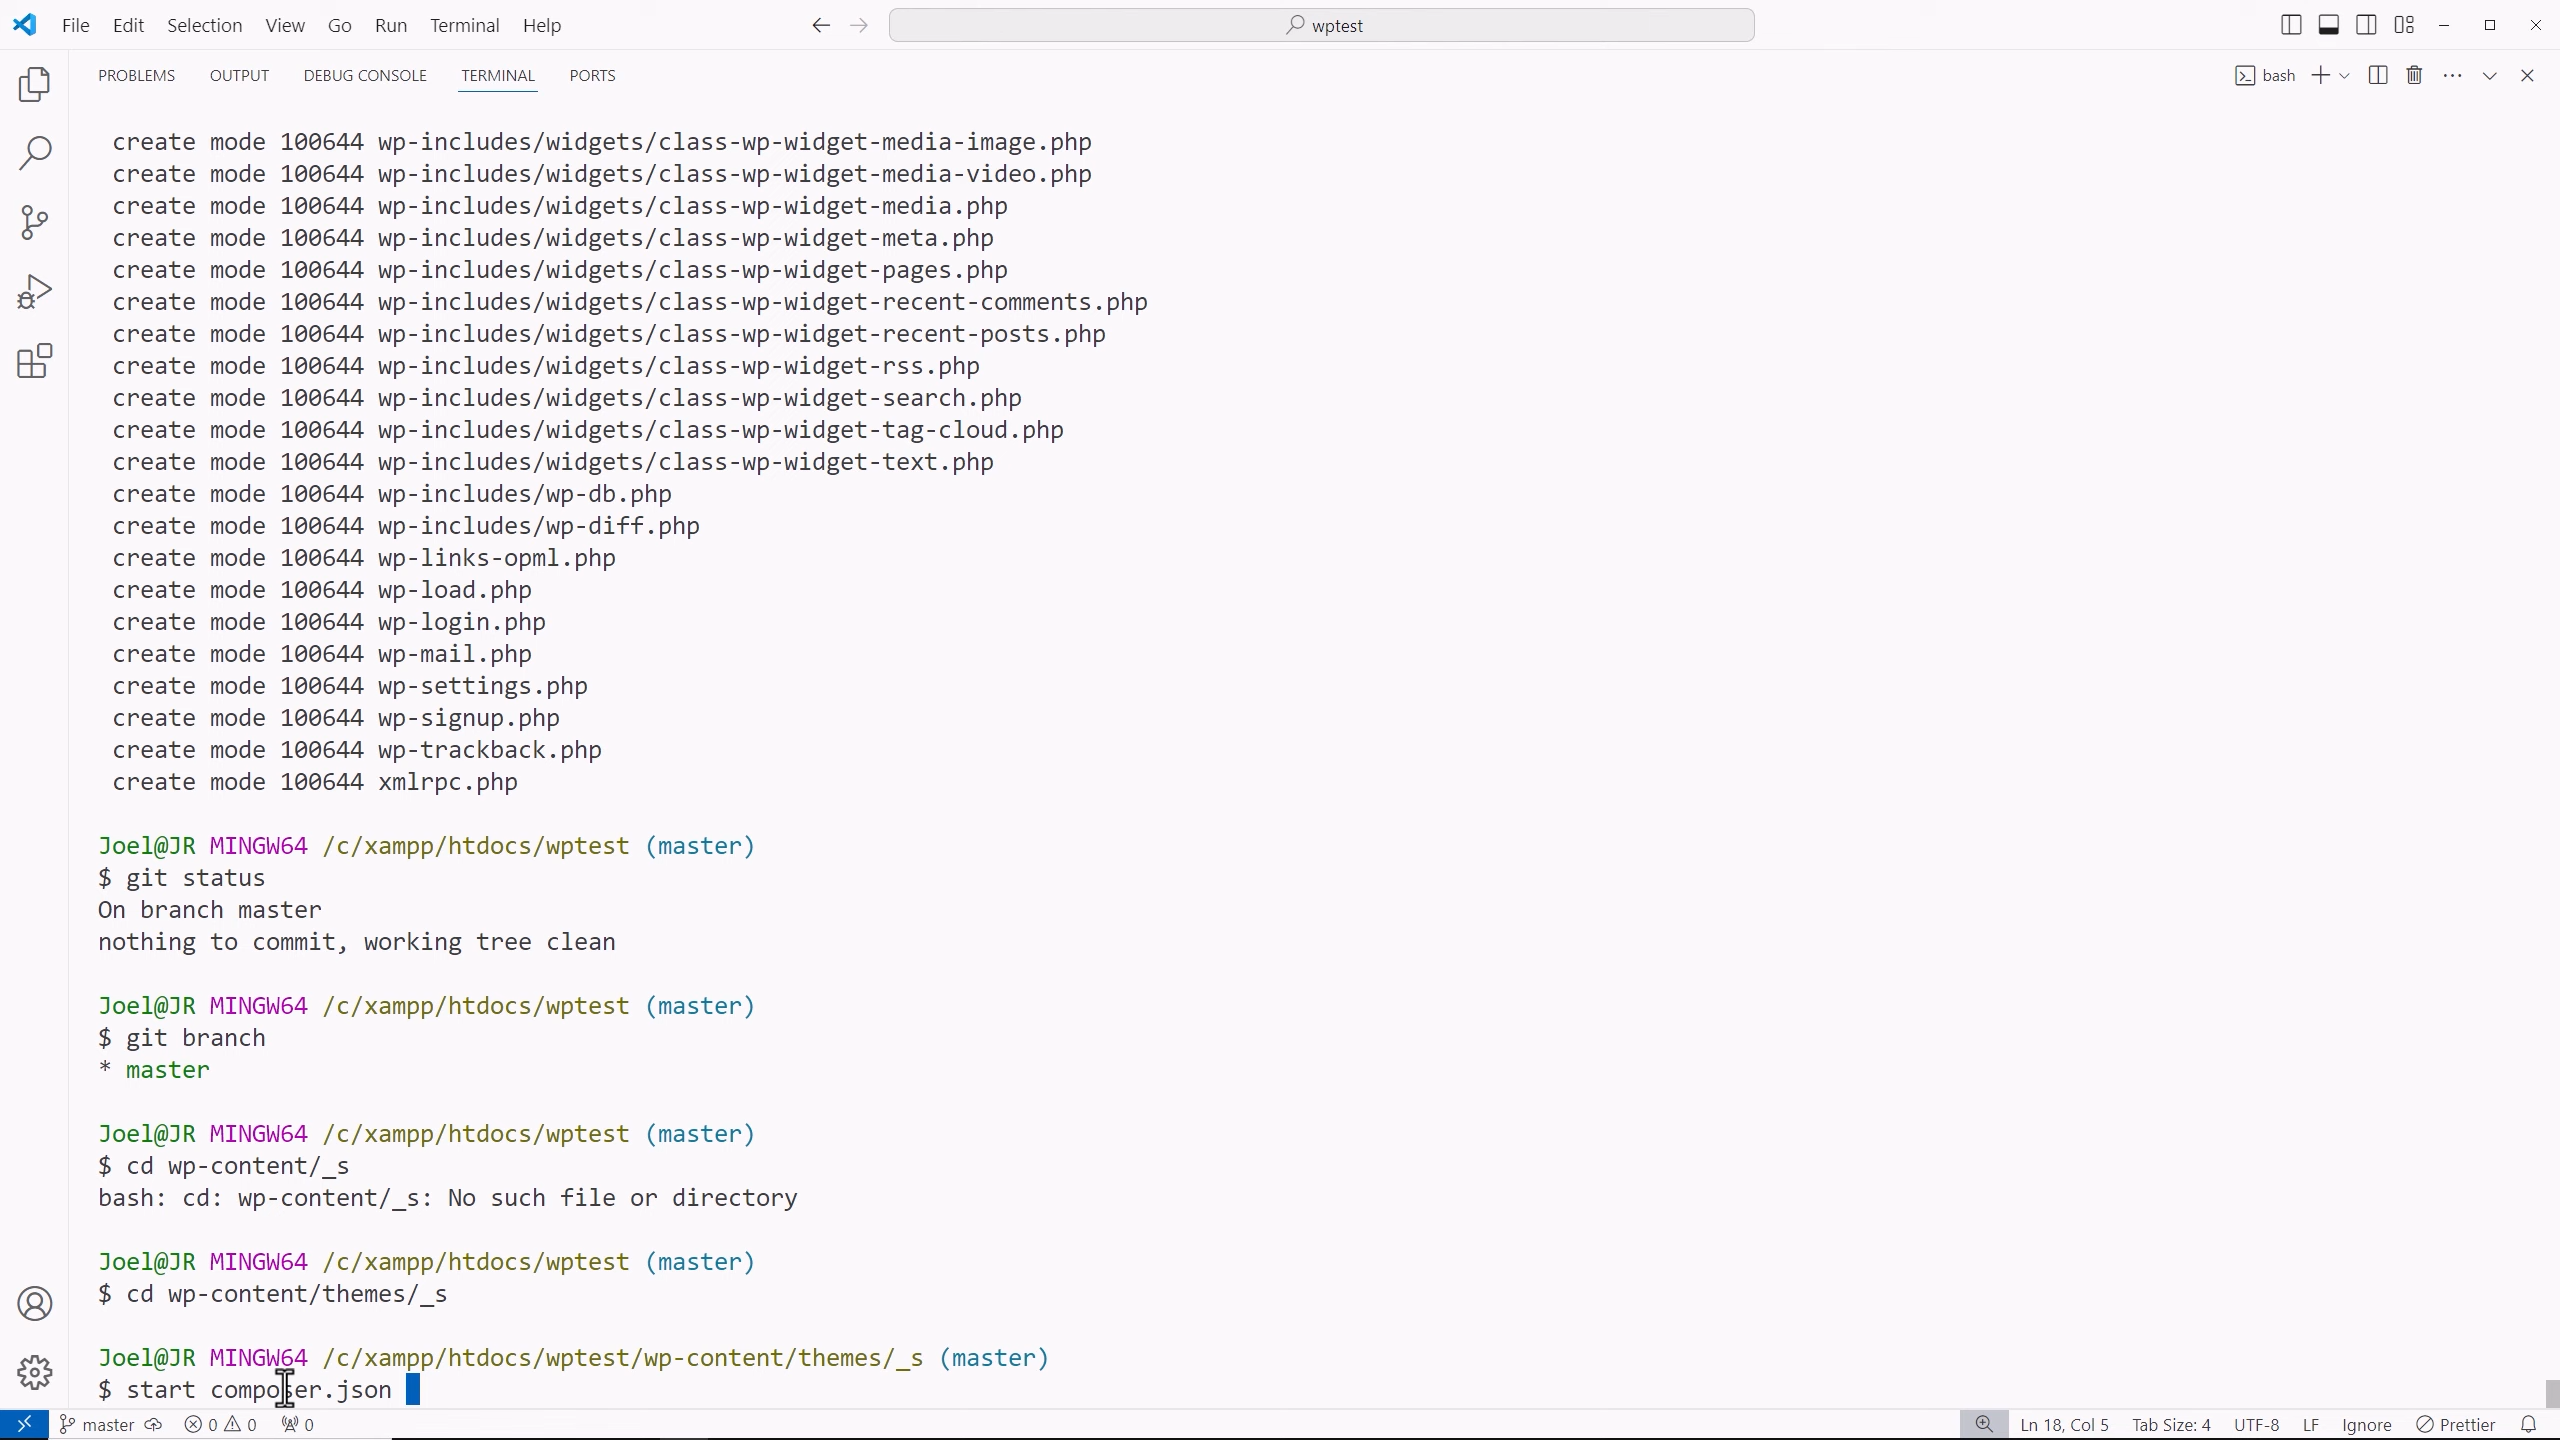 File Edit Selection View Go Run Terminal Help wptest
PROBLEMS OUTPUT DEBUG CONSOLE TERMINAL PORTS bash
create mode 100644 wp-includes/widgets/class-wp-widget-media-image.php
create mode 100644 wp-includes/widgets/class-wp-widget-media-video.php
create mode 100644 wp-includes/widgets/class-wp-widget-media.php
create mode 100644 wp-includes/widgets/class-wp-widget-meta.php
create mode 100644 wp-includes/widgets/class-wp-widget-pages.php
create mode 100644 wp-includes/widgets/class-wp-widget-recent-comments.php
create mode 100644 wp-includes/widgets/class-wp-widget-recent-posts.php
create mode 100644 wp-includes/widgets/class-wp-widget-rss.php
create mode 100644 wp-includes/widgets/class-wp-widget-search.php
create mode 100644 wp-includes/widgets/class-wp-widget-tag-cloud.php
create mode 100644 wp-includes/widgets/class-wp-widget-text.php
create mode 100644 wp-includes/wp-db.php
create mode 100644 wp-includes/wp-diff.php
create mode 100644 wp-links-opml.php
create mode 100644 wp-load.php
create mode 100644 wp-login.php
create mode 100644 wp-mail.php
create mode 100644 wp-settings.php
create mode 100644 wp-signup.php
create mode 100644 wp-trackback.php
create mode 100644 xmlrpc.php
Joel@JR MINGW64 /c/xampp/htdocs/wptest (master)
$ git status
On branch master
nothing to commit, working tree clean
Joel@JR MINGW64 /c/xampp/htdocs/wptest (master)
$ git branch
* master
Joel@JR MINGW64 /c/xampp/htdocs/wptest (master)
$ cd wp-content/_s
bash: cd: wp-content/_s: No such file or directory
Joel@JR MINGW64 /c/xampp/htdocs/wptest (master)
$ cd wp-content/themes/_s
Joel@JR MINGW64 /c/xampp/htdocs/wptest/wp-content/themes/_s (master)
$ start composer.json
master 0 0 0 Ln 18, Col 5 Tab Size: 4 UTF-8 LF Ignore Prettier